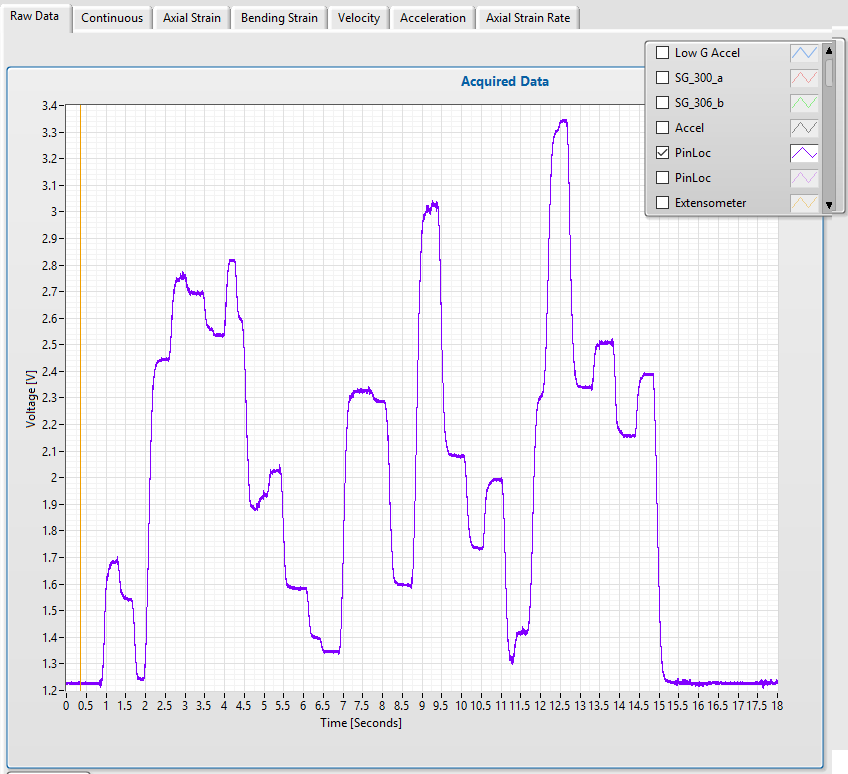 Raw Data Continuous Axial Strain Bending Strain Velocity Acceleration Axial Strain Rate
Low G Accel
SG_300_a
SG_306_b
Accel
PinLoc
PinLoc
Extensometer
Acquired Data
3.4
3.3
3.2
3.1
3
2.9
2.8
2.7
2.6
2.5
2.4
2.3
2.2
2.1
2
1.9
1.8
1.7
1.6
1.5
1.4
1.3
1.2
Voltage [V]
0 0.5 1 1.5 2 2.5 3 3.5 4 4.5 5 5.5 6 6.5 7 7.5 8 8.5 9 9.5 10 10.5 11 11.5 12 12.5 13 13.5 14 14.5 15 15.5 16 16.5 17 17.5 18
Time [Seconds]